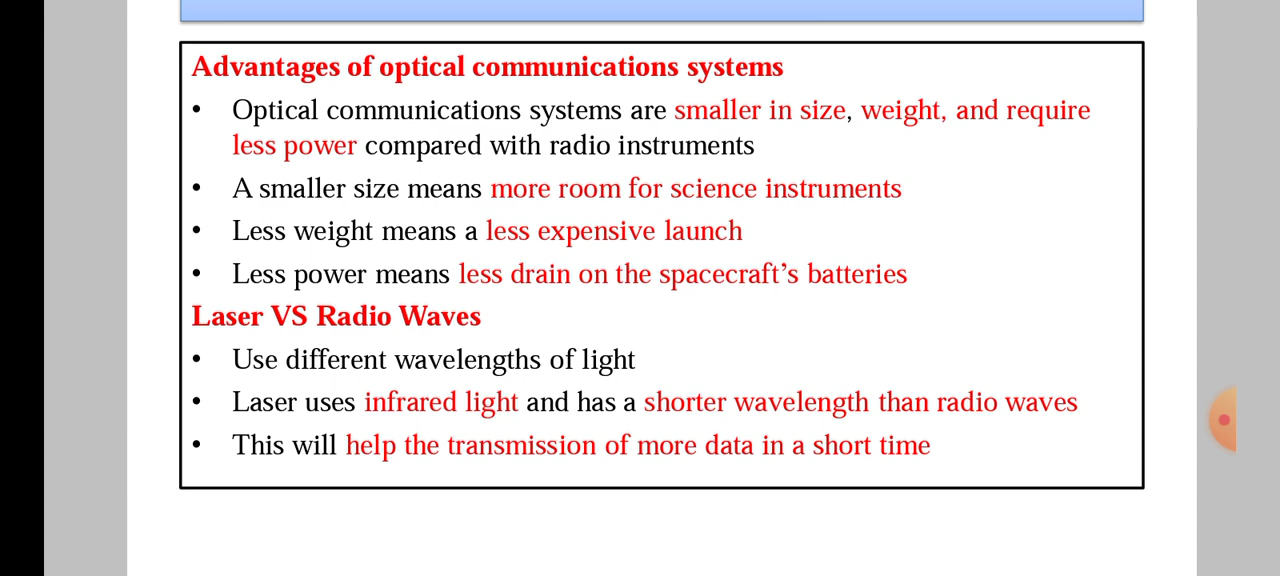 Advantages of optical communications systems
• Optical communications systems are smaller in size, weight, and require
less power compared with radio instruments
• A smaller size means more room for science instruments
• Less weight means a less expensive launch
• Less power means less drain on the spacecraft’s batteries
Laser VS Radio Waves
• Use different wavelengths of light
• Laser uses infrared light and has a shorter wavelength than radio waves
• This will help the transmission of more data in a short time